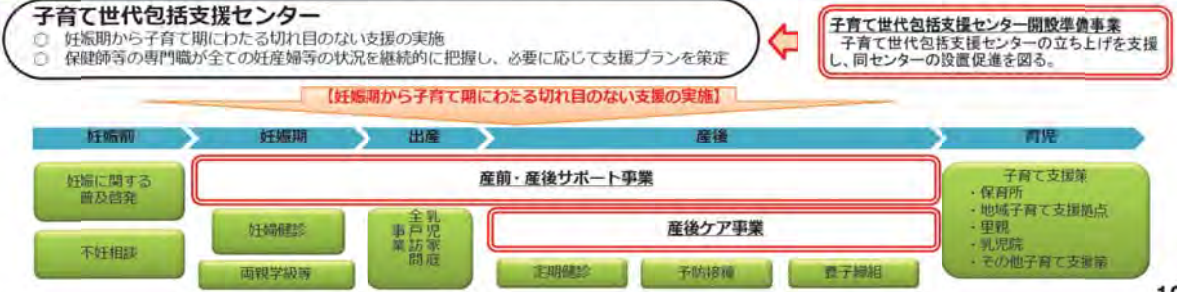 子育て世代包括支援センター
○ 妊娠期から子育て期にわたる切れ目のない支援の実施
○ 保健師等の専門職が全ての妊産婦等の状況を継続的に把握し、必要に応じて支援プランを策定
子育て世代包括支援センター開設準備事業
子育て世代包括支援センターの立ち上げを支援
し、同センターの設置促進を図る。
【妊娠期から子育て期にわたる切れ目のない支援の実施】
妊娠前
妊娠期
出産
産後
育児
妊娠に関する
普及啓発
不妊相談
産前・産後サポート事業
妊婦健診
両親学級等
乳児家庭
全戸訪問
事業
産後ケア事業
定期健診
予防接種
養子縁組
子育て支援策
・保育所
・地域子育て支援拠点
・里親
・乳児院
・その他子育て支援策